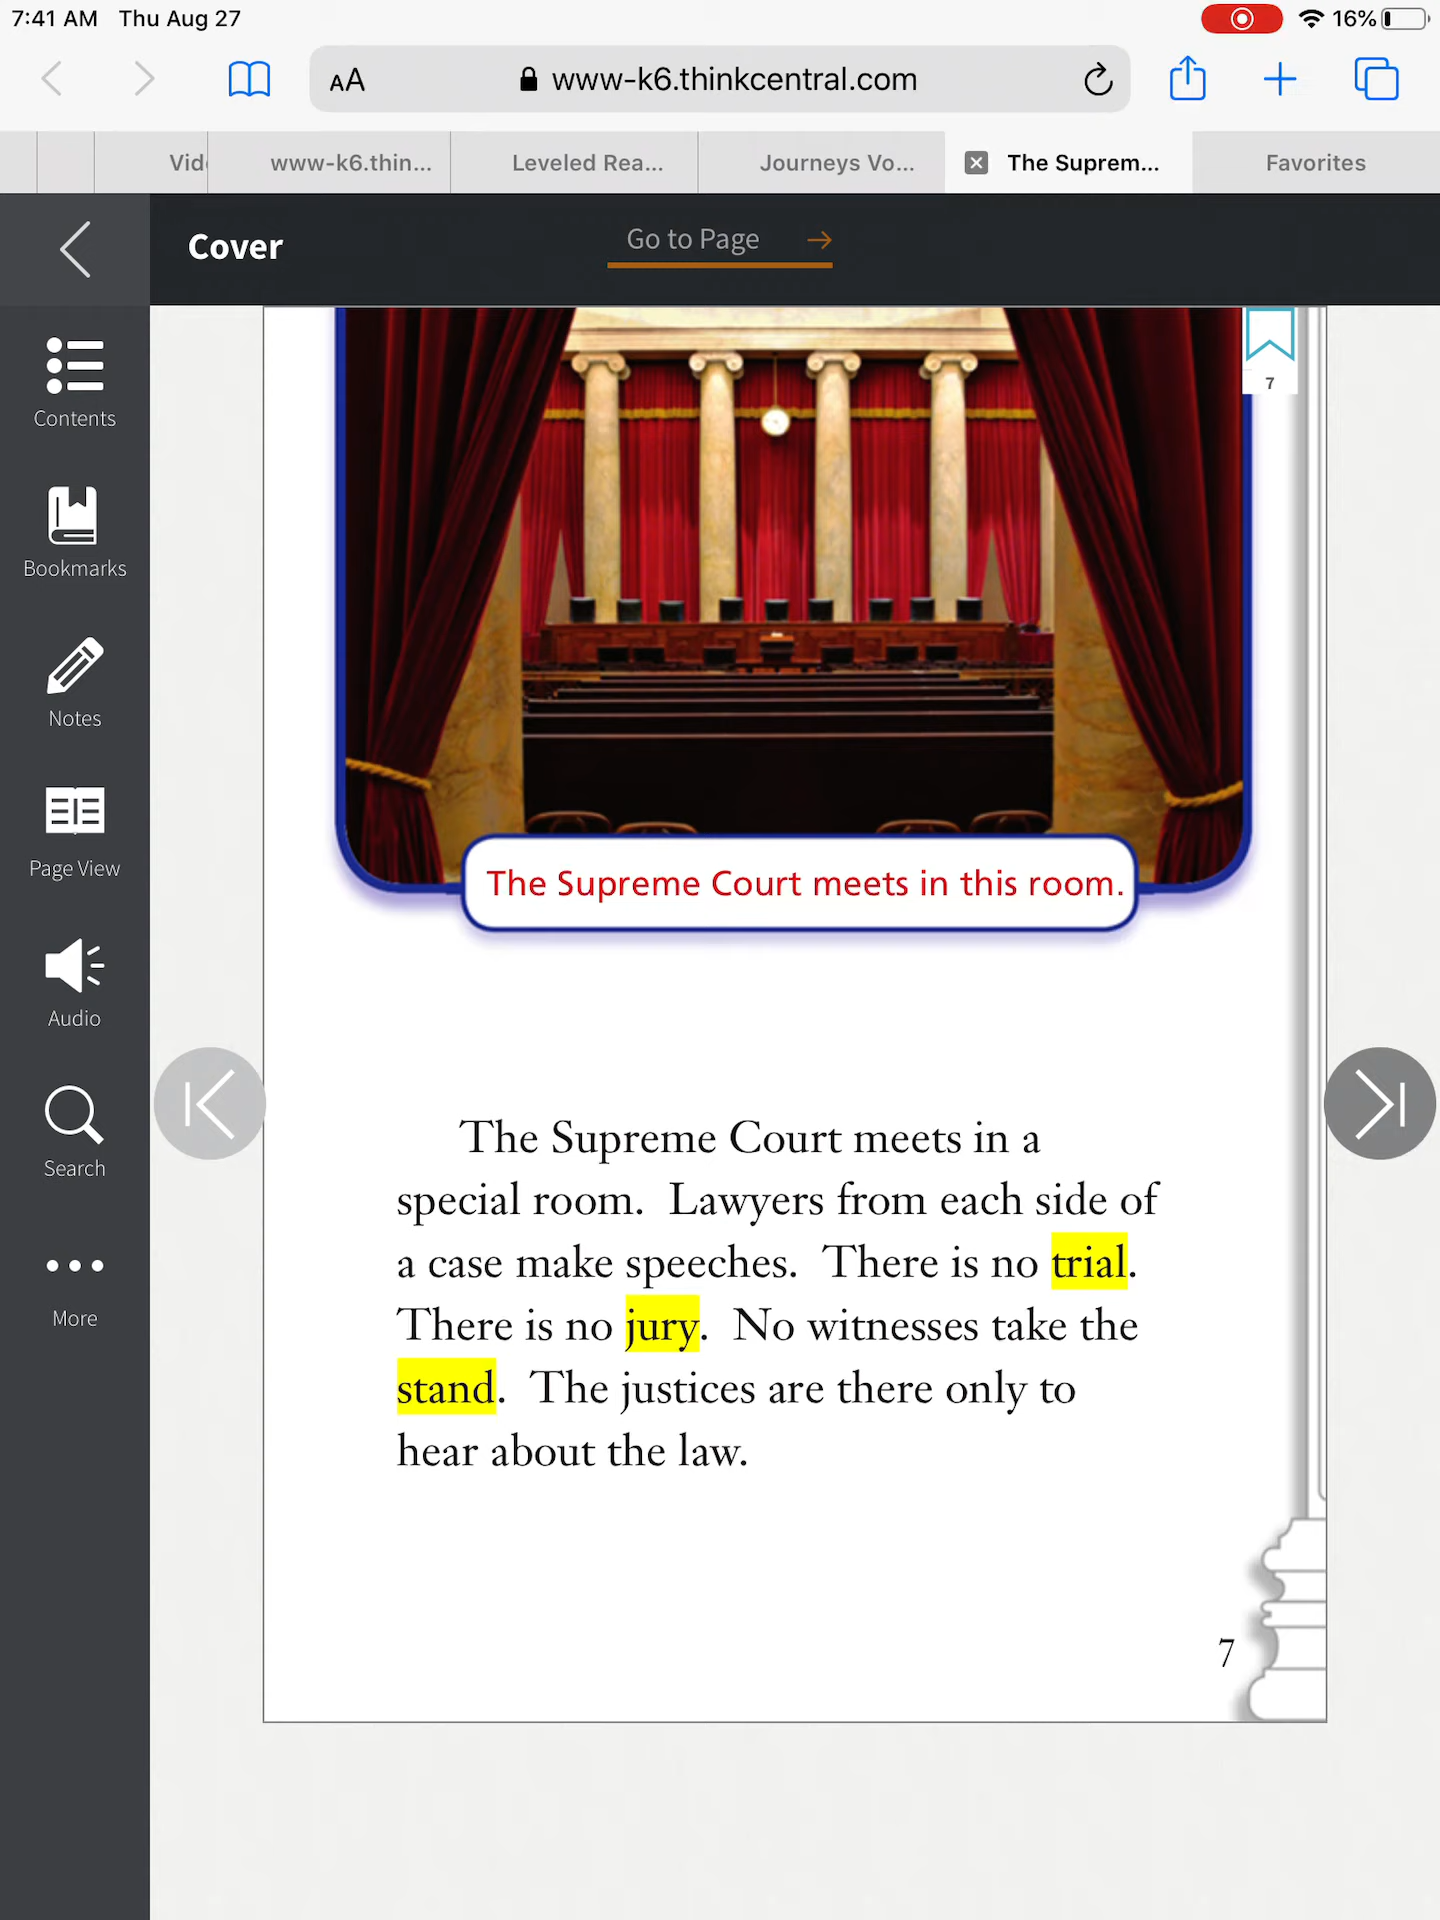 7:41 AM Thu Aug 27
16%
AA www-k6.thinkcentral.com
www-k6.thin... Leveled Rea... Journeys Vo... The Suprem... Favorites
Cover Go to Page
Contents
Bookmarks
Notes
Page View
Audio
Search
More
7
The Supreme Court meets in this room.
The Supreme Court meets in a
special room. Lawyers from each side of
a case make speeches. There is no trial.
There is no jury. No witnesses take the
stand. The justices are there only to
hear about the law.
7